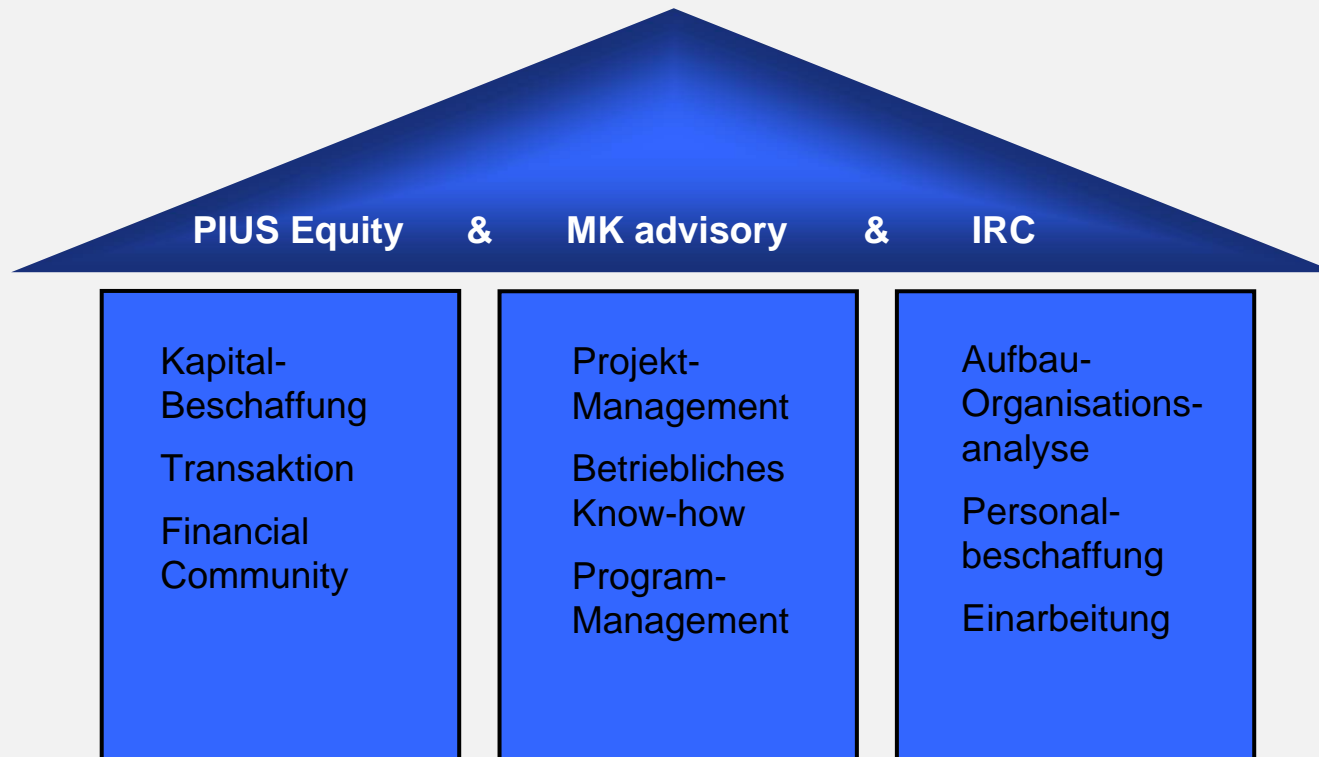 PIUS Equity & MK advisory & IRC
Kapital-
Beschaffung
Transaktion
Financial
Community
Projekt-
Management
Betriebliches
Know-how
Program-
Management
Aufbau-
Organisations-
analyse
Personal-
beschaffung
Einarbeitung